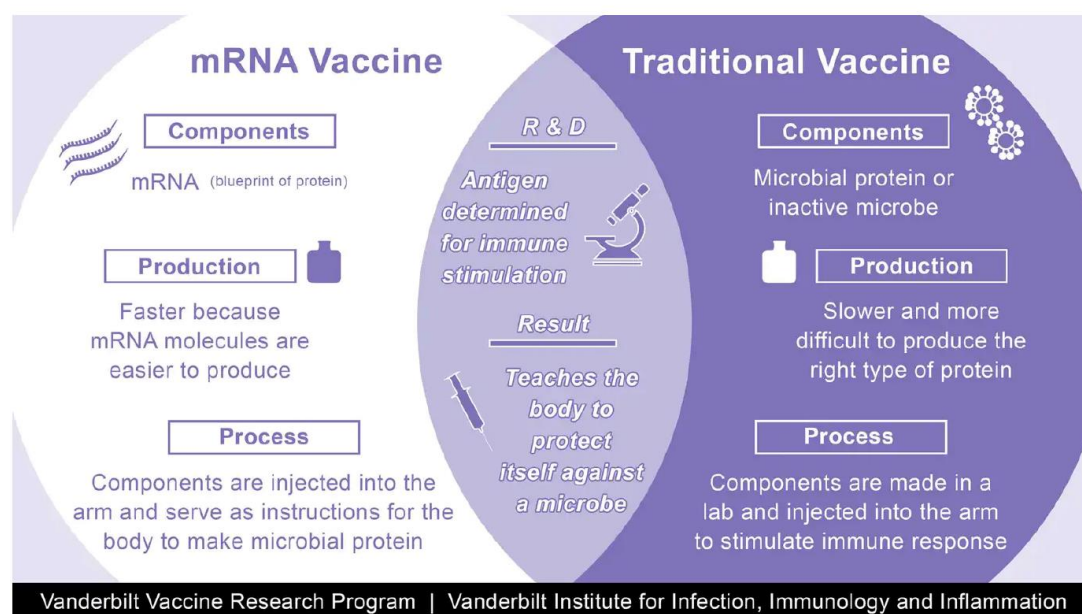 mRNA Vaccine
Components
mRNA (blueprint of protein)
Production
Faster because
mRNA molecules are
easier to produce
Process
Components are injected into the
arm and serve as instructions for the
body to make microbial protein
R & D
Antigen
determined
for immune
stimulation
Result
Teaches the
body to
protect
itself against
a microbe
Traditional Vaccine
Components
Microbial protein or
inactive microbe
Production
Slower and more
difficult to produce the
right type of protein
Process
Components are made in a
lab and injected into the arm
to stimulate immune response
Vanderbilt Vaccine Research Program | Vanderbilt Institute for Infection, Immunology and Inflammation